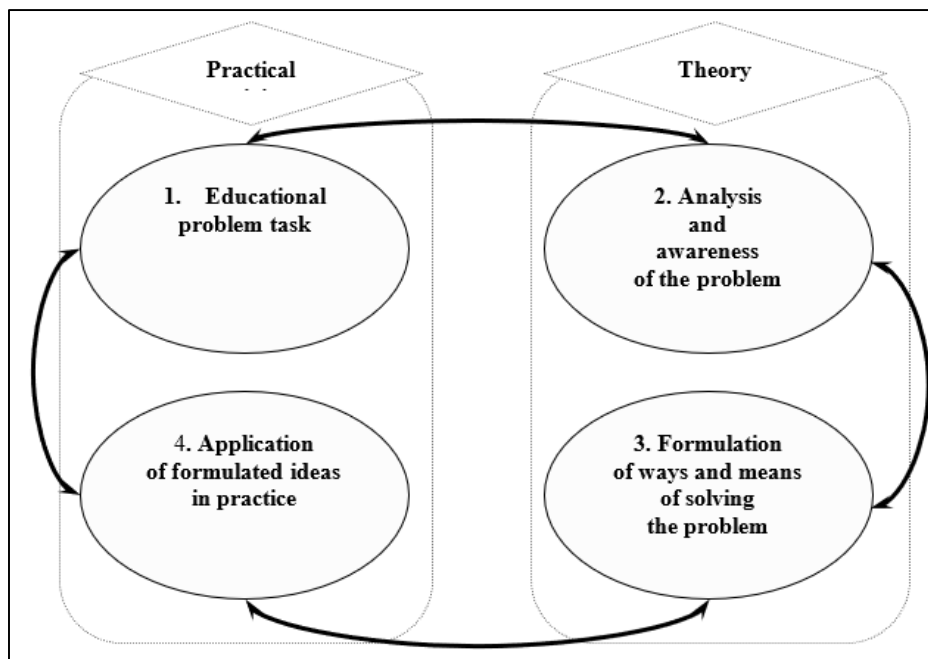 Practical
Theory
1. Educational
problem task
2. Analysis
and
awareness
of the problem
4. Application
of formulated ideas
in practice
3. Formulation
of ways and means
of solving
the problem